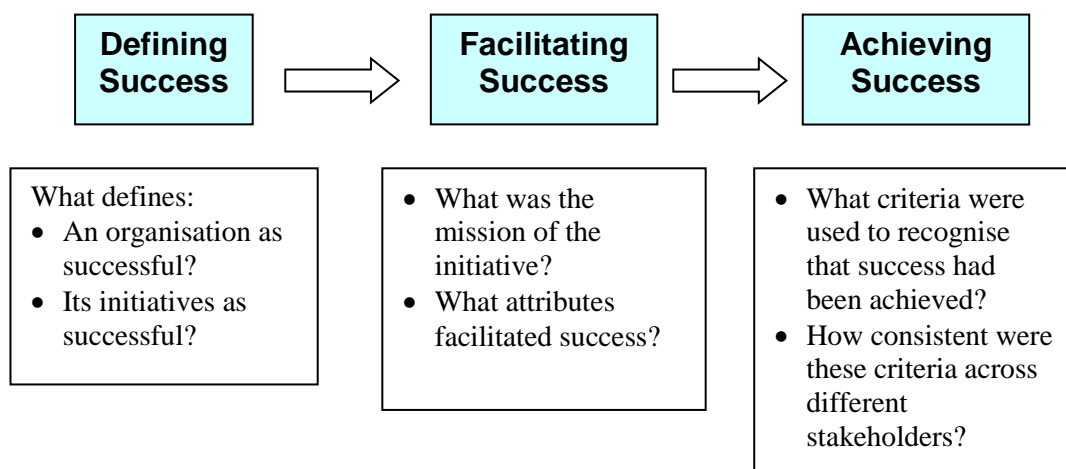 Defining
Success
Facilitating
Success
Achieving
Success
What defines:
• An organisation as
successful?
• Its initiatives as
successful?
• What was the
mission of the
initiative?
• What attributes
facilitated success?
• What criteria were
used to recognise
that success had
been achieved?
• How consistent were
these criteria across
different
stakeholders?